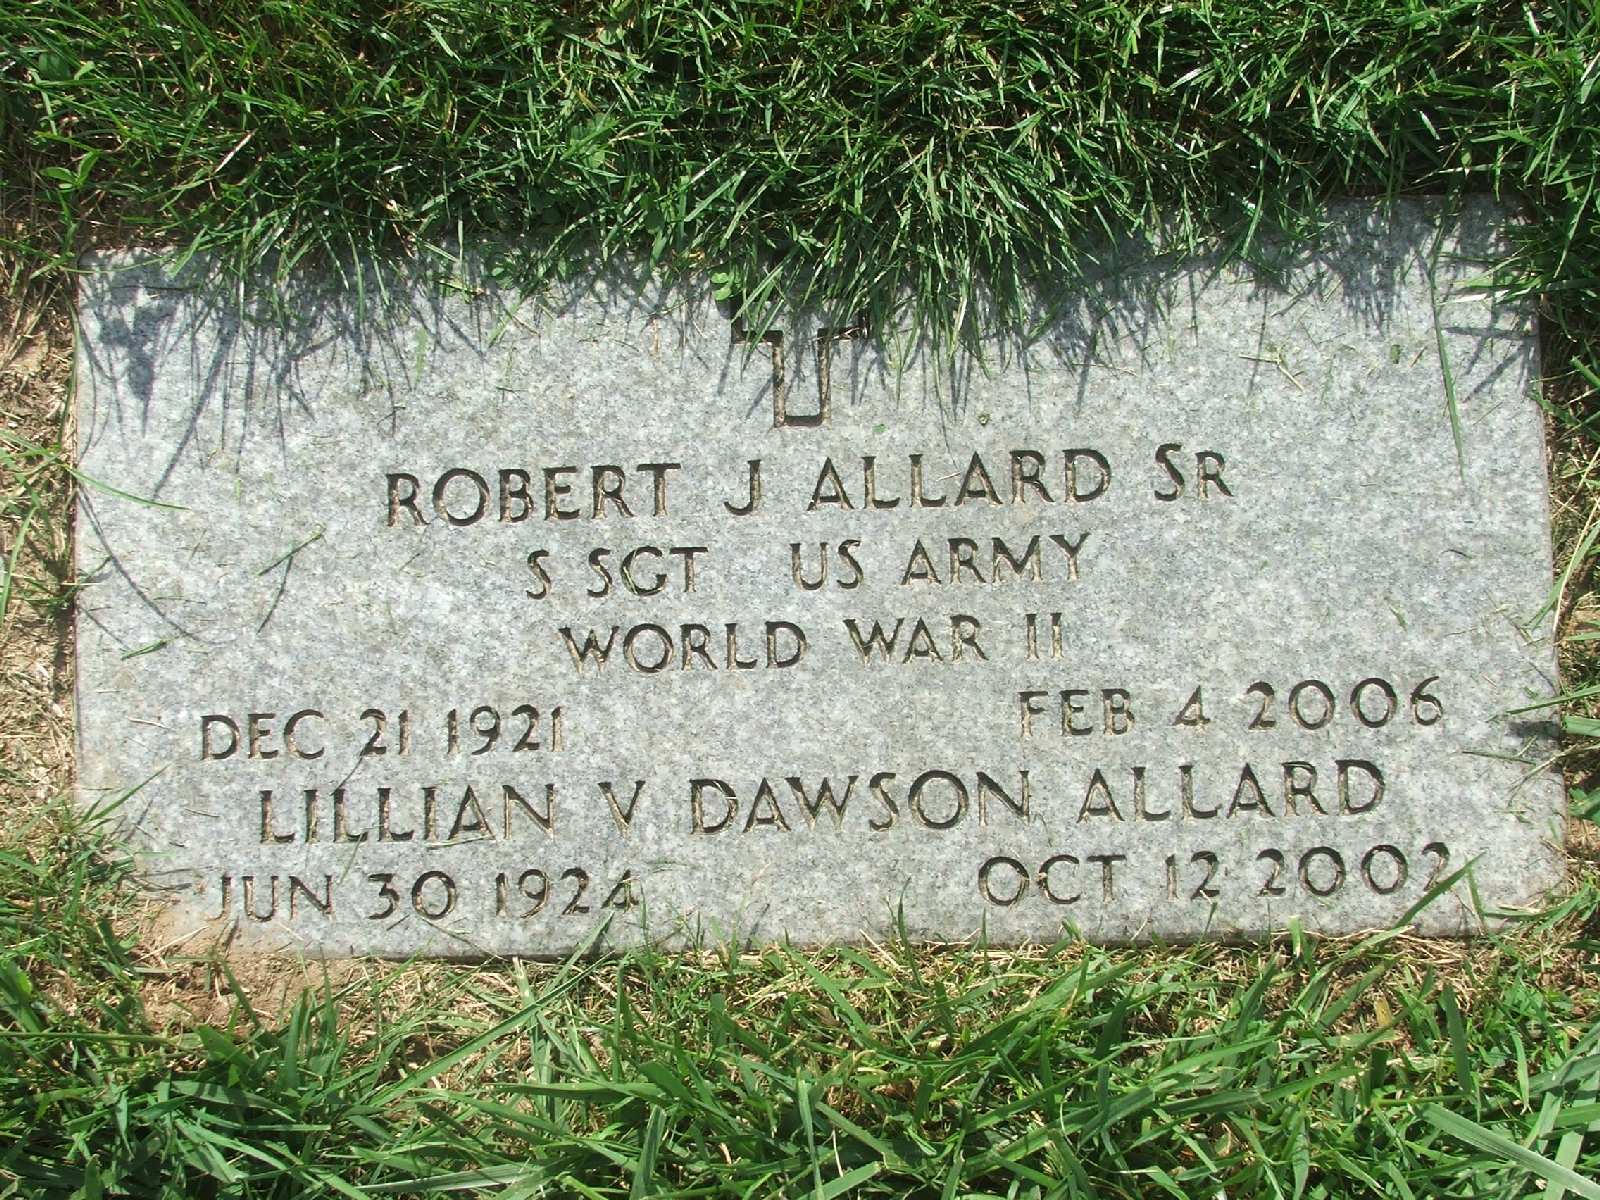 ROBERT J ALLARD SR
S SGT US ARMY
WORLD WAR II
DEC 21 1921 FEB 4 2006
LILLIAN V DAWSON ALLARD
JUN 30 1924 OCT 12 2002